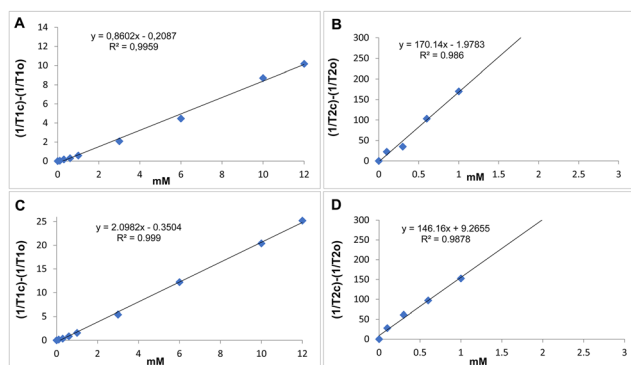 A
y = 0,8602x - 0,2087
R² = 0,9959
(1/T1c)-(1/T1o)
14
12
10
8
6
4
2
0
0 2 4 6 8 10 12
mM
B
y = 170.14x - 1.9783
R² = 0.986
(1/T2c)-(1/T2o)
300
250
200
150
100
50
0
0 0.5 1 1.5 2 2.5 3
mM
C
y = 2.0982x - 0.3504
R² = 0.999
(1/T1c)-(1/T1o)
25
20
15
10
5
0
0 2 4 6 8 10 12
mM
D
y = 146.16x + 9.2655
R² = 0.9878
(1/T2c)-(1/T2o)
300
250
200
150
100
50
0
0 0.5 1 1.5 2 2.5 3
mM